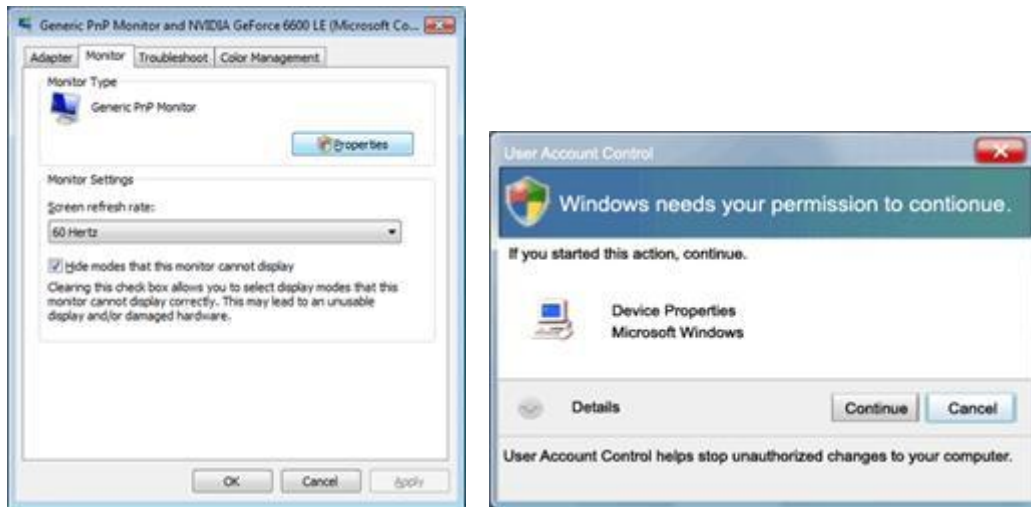 Generic PnP Monitor and NVIDIA GeForce 6600 LE (Microsoft Co...
Adapter Monitor Troubleshoot Color Management
Monitor Type
Generic PnP Monitor
Properties
Monitor Settings
Screen refresh rate:
60 Hertz
Hide modes that this monitor cannot display
Clearing this check box allows you to select display modes that this
monitor cannot display correctly. This may lead to an unusable
display and/or damaged hardware.
OK Cancel Apply
User Account Control
Windows needs your permission to contionue.
If you started this action, continue.
Device Properties
Microsoft Windows
Details Continue Cancel
User Account Control helps stop unauthorized changes to your computer.